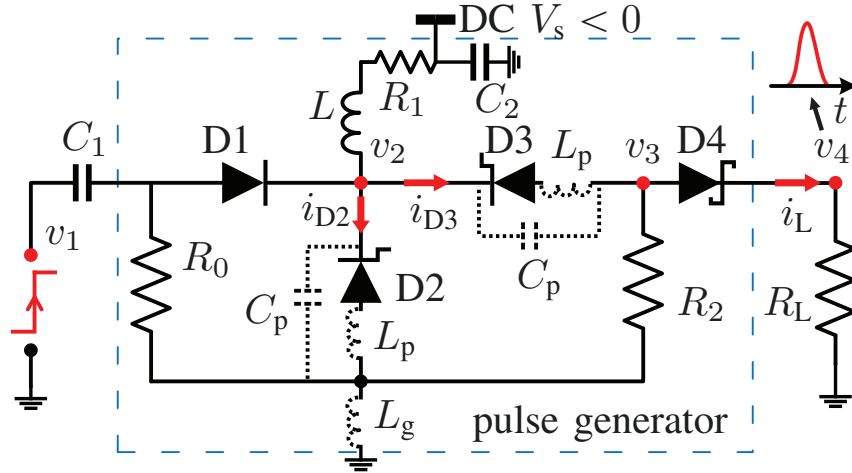 DC V_s < 0
R_1
C_2
L
t
C_1
D1
v_2
D3
L_p
v_3
D4
v_4
v_1
i_D2
i_D3
i_L
R_0
C_p
D2
C_p
R_2
R_L
L_p
L_g
pulse generator